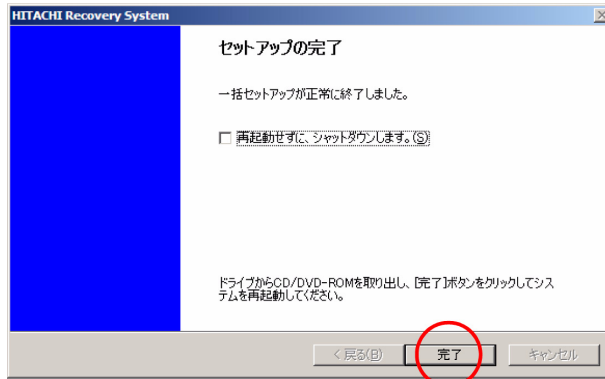 HITACHI Recovery System
セットアップの完了
一括セットアップが正常に終了しました。
再起動せずに、シャットダウンします。(S)
ドライブからCD/DVD-ROMを取り出し、[完了]ボタンをクリックしてシス
テムを再起動してください。
< 戻る(B)
完了
キャンセル